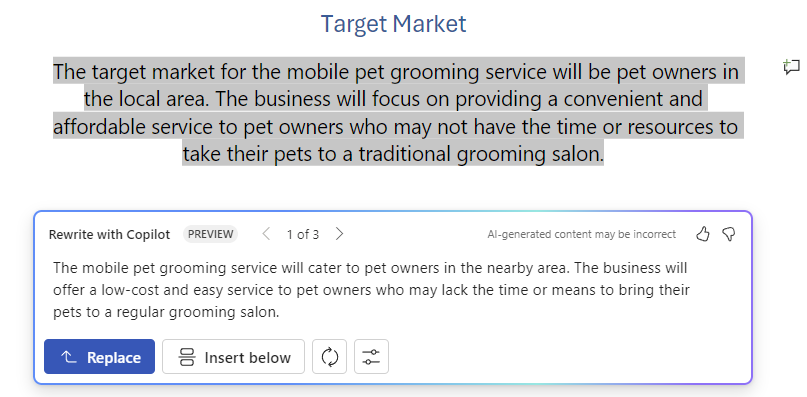 Target Market
The target market for the mobile pet grooming service will be pet owners in
the local area. The business will focus on providing a convenient and
affordable service to pet owners who may not have the time or resources to
take their pets to a traditional grooming salon.
Rewrite with Copilot PREVIEW 1 of 3 AI-generated content may be incorrect
The mobile pet grooming service will cater to pet owners in the nearby area. The business will
offer a low-cost and easy service to pet owners who may lack the time or means to bring their
pets to a regular grooming salon.
Replace Insert below